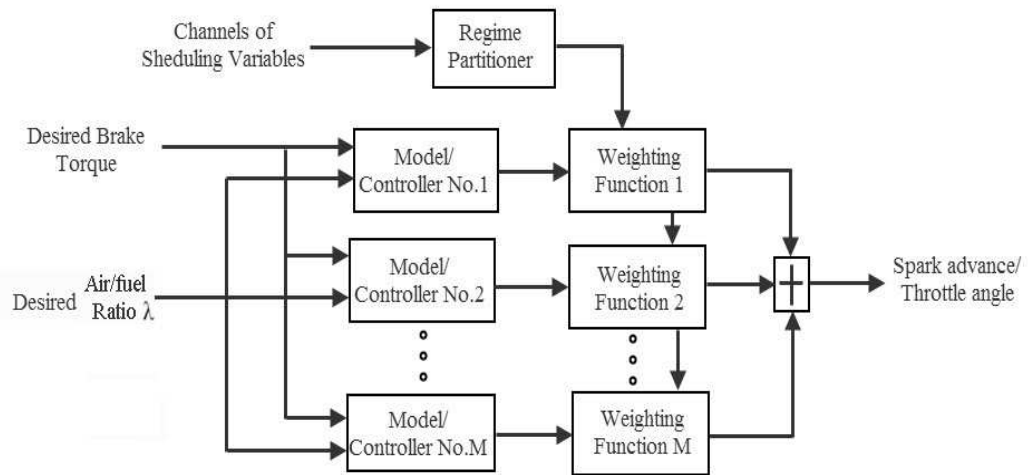 Channels of
Sheduling Variables
Regime
Partitioner
Desired Brake
Torque
Model/
Controller No.1
Weighting
Function 1
Desired
Air/fuel
Ratio λ
Model/
Controller No.2
Weighting
Function 2
+
Spark advance/
Throttle angle
Model/
Controller No.M
Weighting
Function M